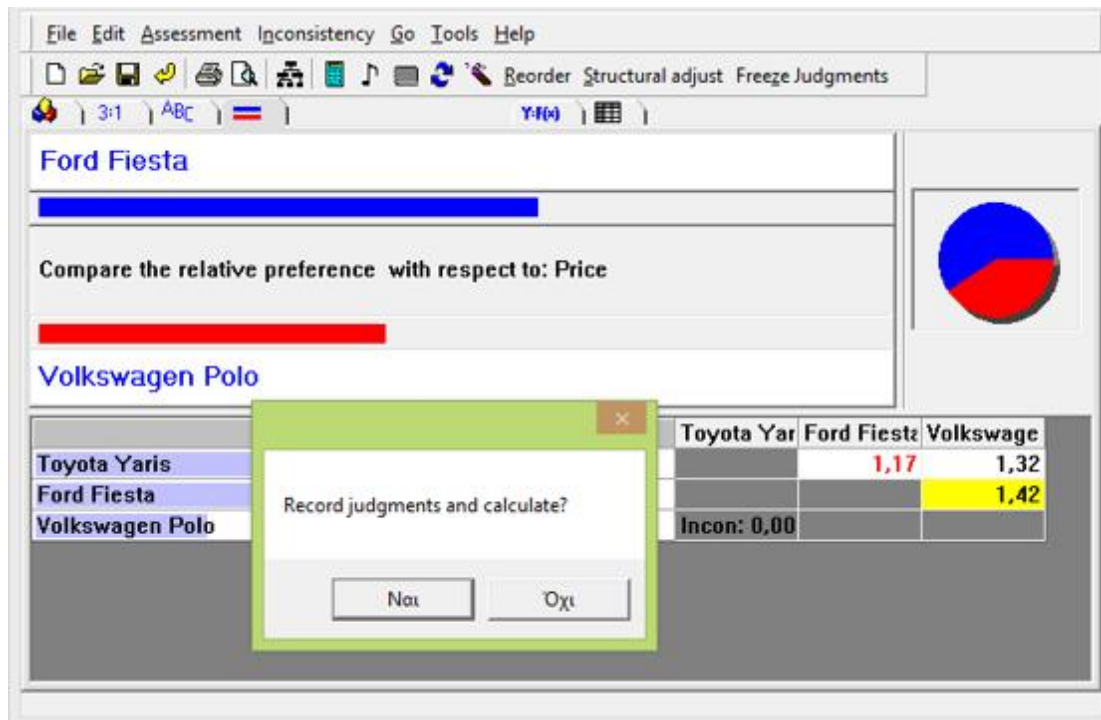 File Edit Assessment Inconsistency Go Tools Help
Reorder Structural adjust Freeze Judgments
3:1 ABC Y:F(x)
Ford Fiesta
Compare the relative preference with respect to: Price
Volkswagen Polo
Toyota Yar Ford Fiesta Volkswage
Toyota Yaris 1,17 1,32
Ford Fiesta 1,42
Volkswagen Polo Incon: 0,00
Record judgments and calculate?
Ναι Όχι